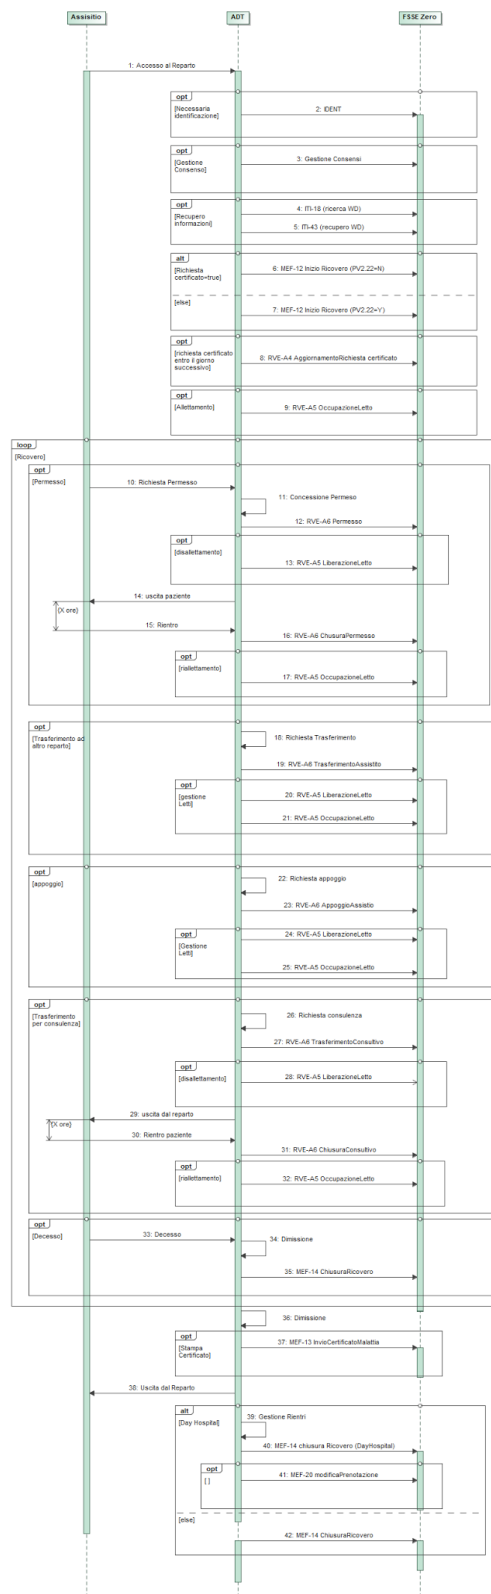 Assisitio
ADT
FSSE Zero
1: Accesso al Reparto
opt
[Necessaria
identificazione]
2: IDENT
opt
[Gestione
Consenso]
3: Gestione Consensi
opt
[Recupero
informazioni]
4: ITI-18 (ricerca WD)
5: ITI-43 (recupero WD)
alt
[Richiesta
certificato=true]
6: MEF-12 Inizio Ricovere (PV2.22=N)
[else]
7: MEF-12 Inizio Ricovere (PV2.22=Y)
opt
[richiesta certificato
entro il giorno
successivo]
8: RVE-A4 AggiornamentoRichiesta certificato
opt
[Allettamento]
9: RVE-A5 OccupazioneLetto
loop
[Ricovero]
opt
[Permesso]
10: Richiesta Permesso
11: Concessione Permeso
12: RVE-A6 Permesso
opt
[disallettamento]
13: RVE-A5 LiberazioneLetto
14: uscita paziente
{X ore}
15: Rientro
16: RVE-A6 ChusuraPermesse
opt
[riallettamento]
17: RVE-A5 OccupazioneLetto
opt
[Trasferimento ad
altro reparto]
18: Richiesta Trasferimento
19: RVE-A6 TrasferimentoAssistito
opt
[gestione
Letti]
20: RVE-A5 LiberazioneLetto
21: RVE-A5 OccupazioneLetto
opt
[appoggio]
22: Richiesta appoggio
23: RVE-A6 AppoggioAssistio
opt
[Gestione
Letti]
24: RVE-A5 LiberazioneLetto
25: RVE-A5 OccupazioneLetto
opt
[Trasferimento
per consulenza]
26: Richiesta consulenza
27: RVE-A6 TrasferimentoConsultivo
opt
[disallettamento]
28: RVE-A5 LiberazioneLetto
29: uscita dal reparto
{X ore}
30: Rientro paziente
31: RVE-A6 ChiusuraConsultivo
opt
[riallettamento]
32: RVE-A5 OccupazioneLetto
opt
[Decesso]
33: Decesso
34: Dimissione
35: MEF-14 ChiusuraRicovero
36: Dimissione
opt
[Stampa
Certificato]
37: MEF-13 InvioCertificatoMalattia
38: Uscita dal Reparto
alt
[Day Hospital]
39: Gestione Rientri
40: MEF-14 chiusura Ricovero (DayHospital)
opt
[ ]
41: MEF-20 modificaPrenotazione
[else]
42: MEF-14 ChiusuraRicovero